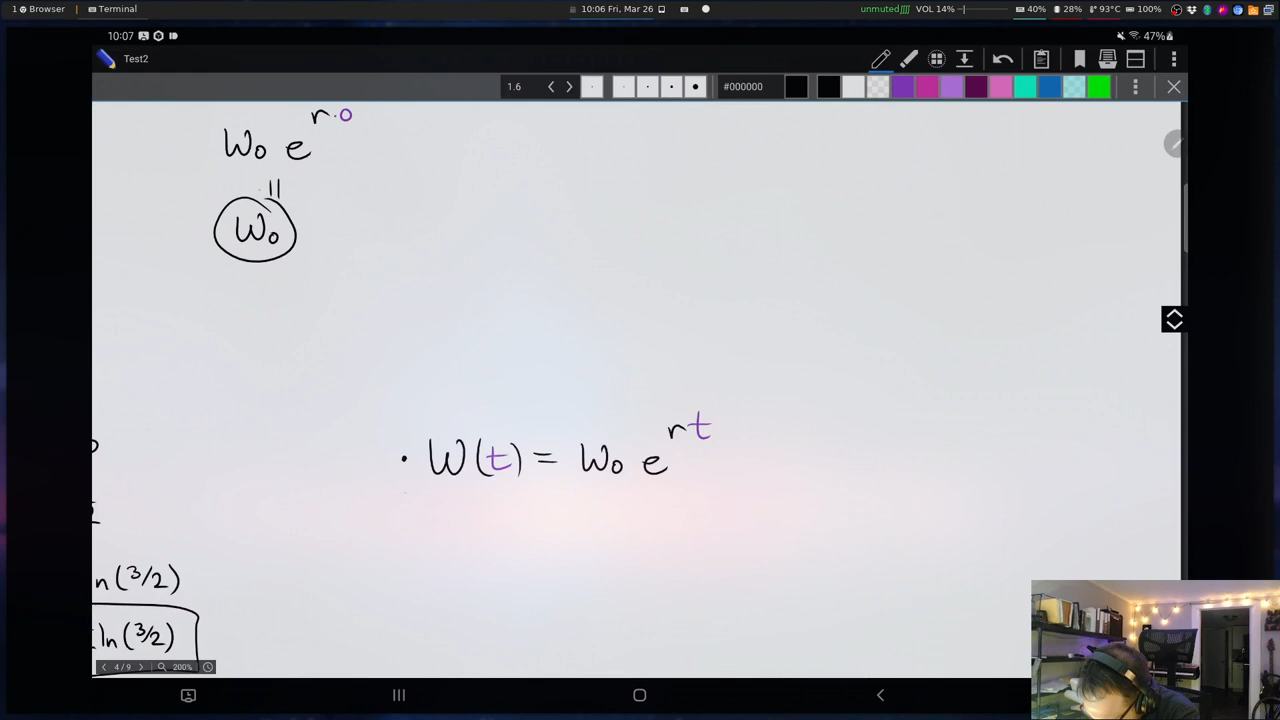 1 Browser Terminal 10:06 Fri, Mar 26 unmuted VOL 14% 40% 28% 93°C 100%
10:07 47%
Test2
1.6 #000000
W₀ e^{r·0}
=
W₀
· W(t) = W₀ e^{rt}
n(3/2)
ln(3/2)
4 / 9 200%